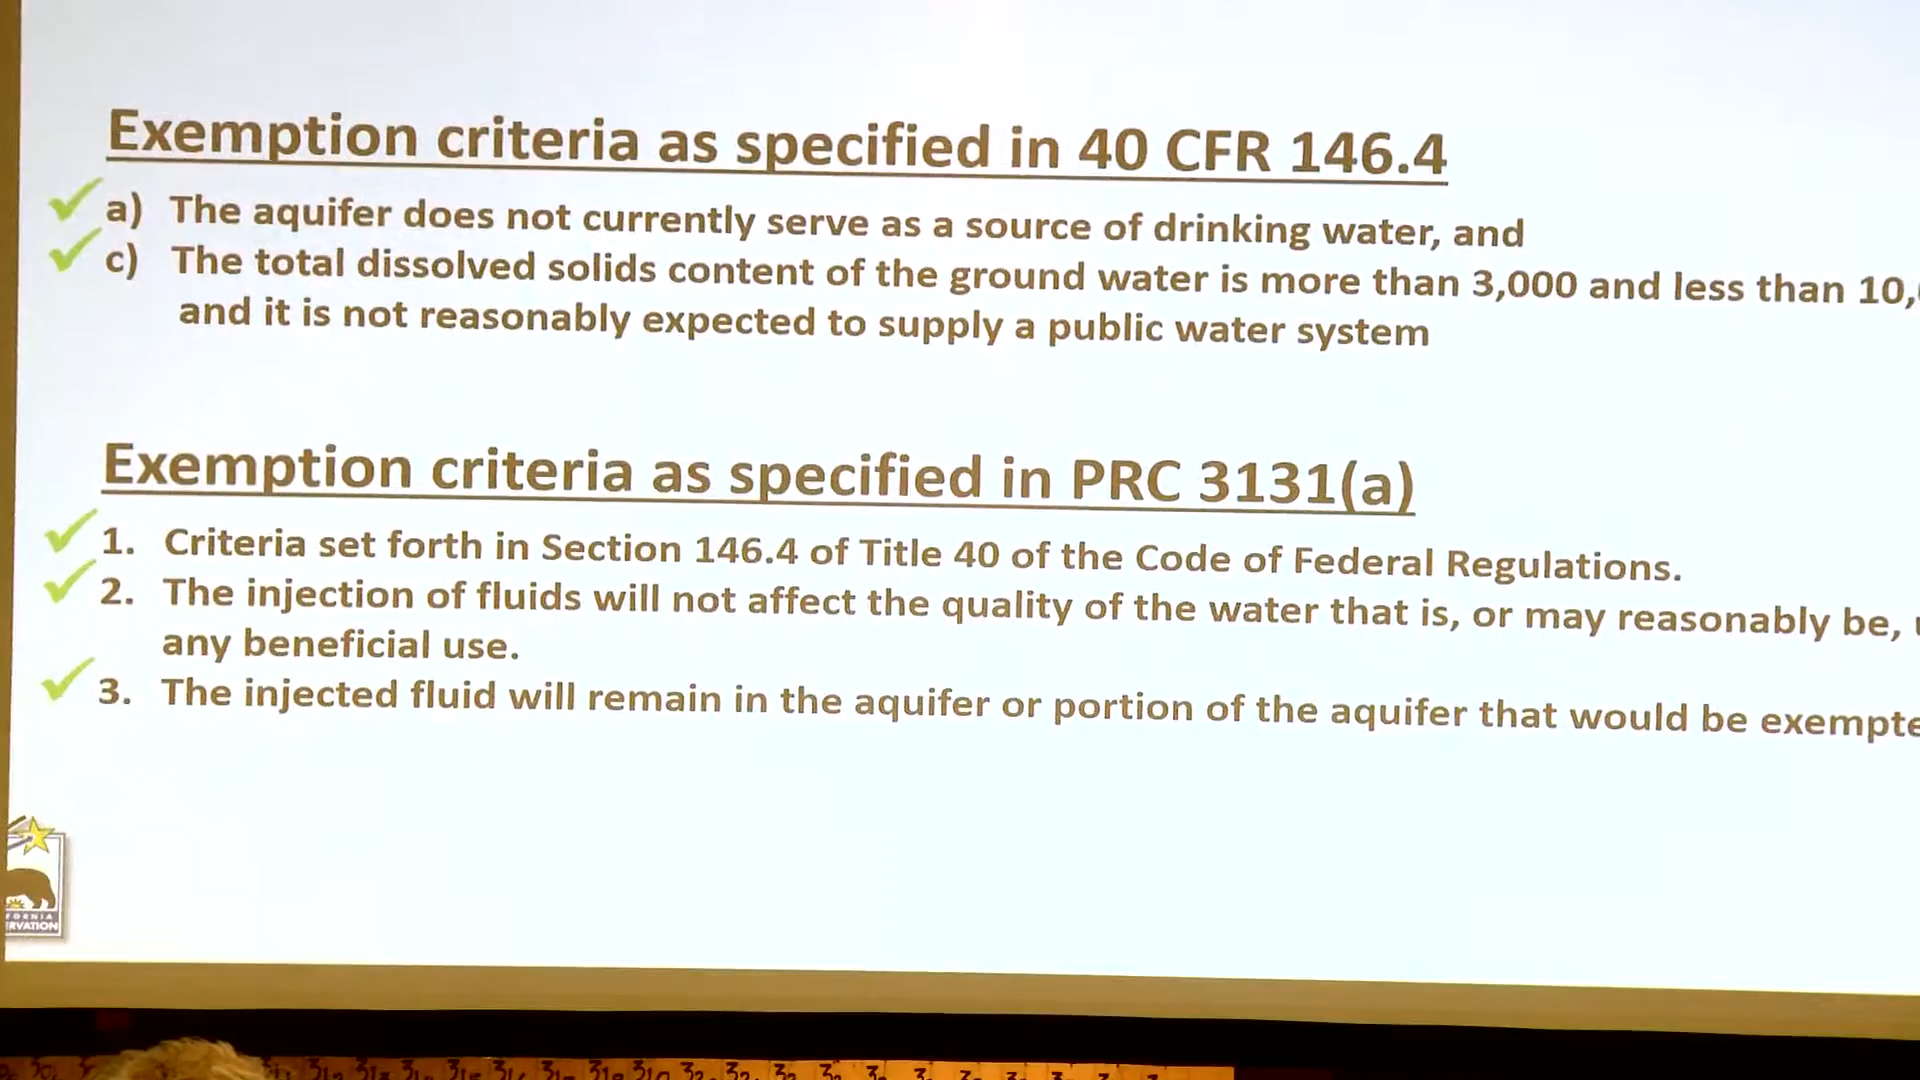 Exemption criteria as specified in 40 CFR 146.4
a) The aquifer does not currently serve as a source of drinking water, and
c) The total dissolved solids content of the ground water is more than 3,000 and less than 10,
and it is not reasonably expected to supply a public water system
Exemption criteria as specified in PRC 3131(a)
1. Criteria set forth in Section 146.4 of Title 40 of the Code of Federal Regulations.
2. The injection of fluids will not affect the quality of the water that is, or may reasonably be,
any beneficial use.
3. The injected fluid will remain in the aquifer or portion of the aquifer that would be exempte
FORNIA
ERVATION